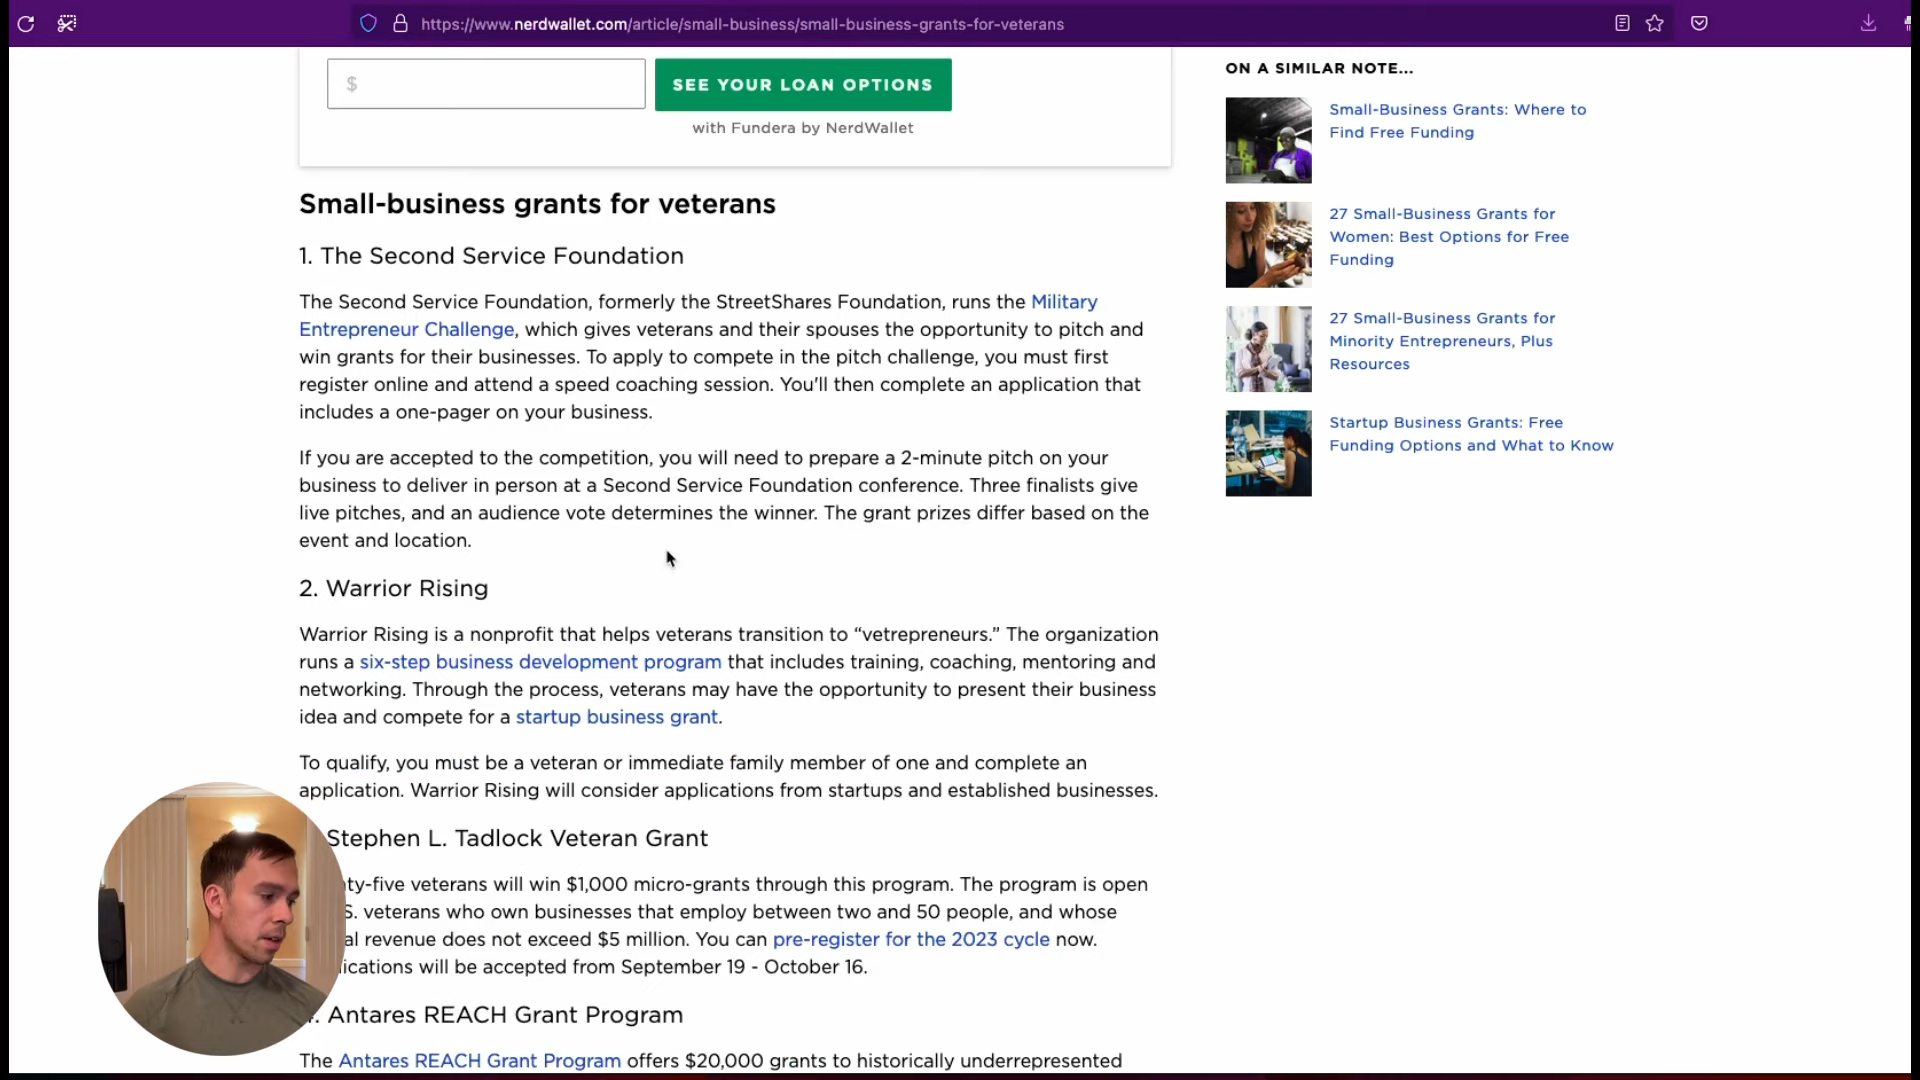 https://www.nerdwallet.com/article/small-business/small-business-grants-for-veterans
$
SEE YOUR LOAN OPTIONS
with Fundera by NerdWallet
Small-business grants for veterans
1. The Second Service Foundation
The Second Service Foundation, formerly the StreetShares Foundation, runs the Military
Entrepreneur Challenge, which gives veterans and their spouses the opportunity to pitch and
win grants for their businesses. To apply to compete in the pitch challenge, you must first
register online and attend a speed coaching session. You'll then complete an application that
includes a one-pager on your business.
If you are accepted to the competition, you will need to prepare a 2-minute pitch on your
business to deliver in person at a Second Service Foundation conference. Three finalists give
live pitches, and an audience vote determines the winner. The grant prizes differ based on the
event and location.
2. Warrior Rising
Warrior Rising is a nonprofit that helps veterans transition to “vetrepreneurs.” The organization
runs a six-step business development program that includes training, coaching, mentoring and
networking. Through the process, veterans may have the opportunity to present their business
idea and compete for a startup business grant.
To qualify, you must be a veteran or immediate family member of one and complete an
application. Warrior Rising will consider applications from startups and established businesses.
Stephen L. Tadlock Veteran Grant
ty-five veterans will win $1,000 micro-grants through this program. The program is open
S. veterans who own businesses that employ between two and 50 people, and whose
al revenue does not exceed $5 million. You can pre-register for the 2023 cycle now.
ications will be accepted from September 19 - October 16.
. Antares REACH Grant Program
The Antares REACH Grant Program offers $20,000 grants to historically underrepresented
ON A SIMILAR NOTE...
Small-Business Grants: Where to
Find Free Funding
27 Small-Business Grants for
Women: Best Options for Free
Funding
27 Small-Business Grants for
Minority Entrepreneurs, Plus
Resources
Startup Business Grants: Free
Funding Options and What to Know